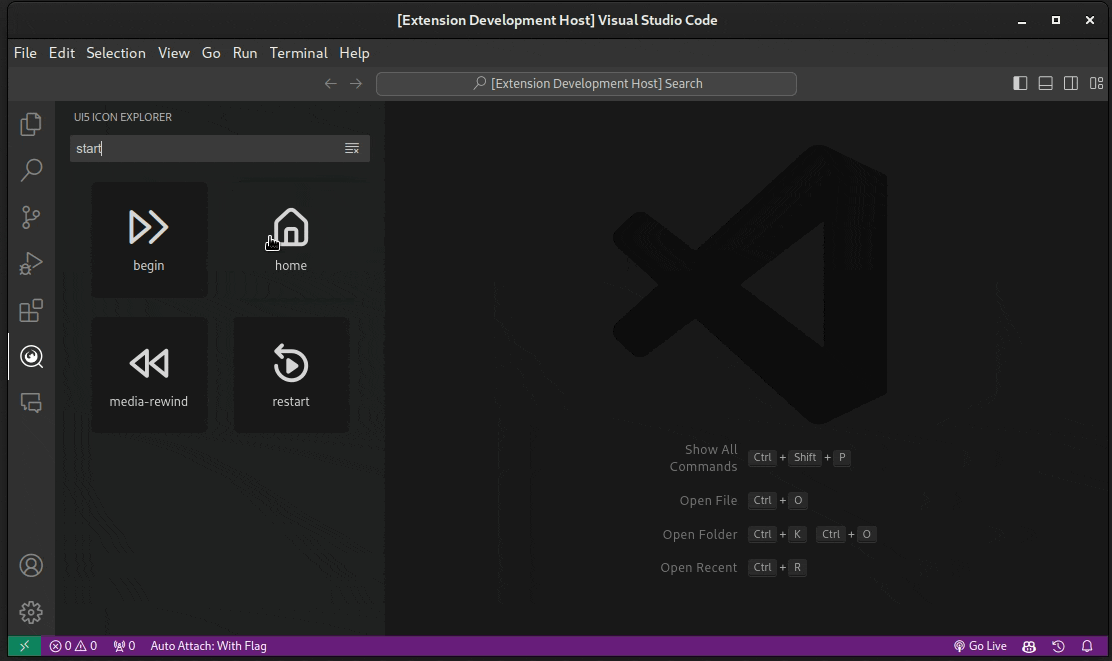 [Extension Development Host] Visual Studio Code
File Edit Selection View Go Run Terminal Help
[Extension Development Host] Search
UI5 ICON EXPLORER
start
begin
home
media-rewind
restart
Show All Commands Ctrl + Shift + P
Open File Ctrl + O
Open Folder Ctrl + K Ctrl + O
Open Recent Ctrl + R
0 0 0 Auto Attach: With Flag Go Live